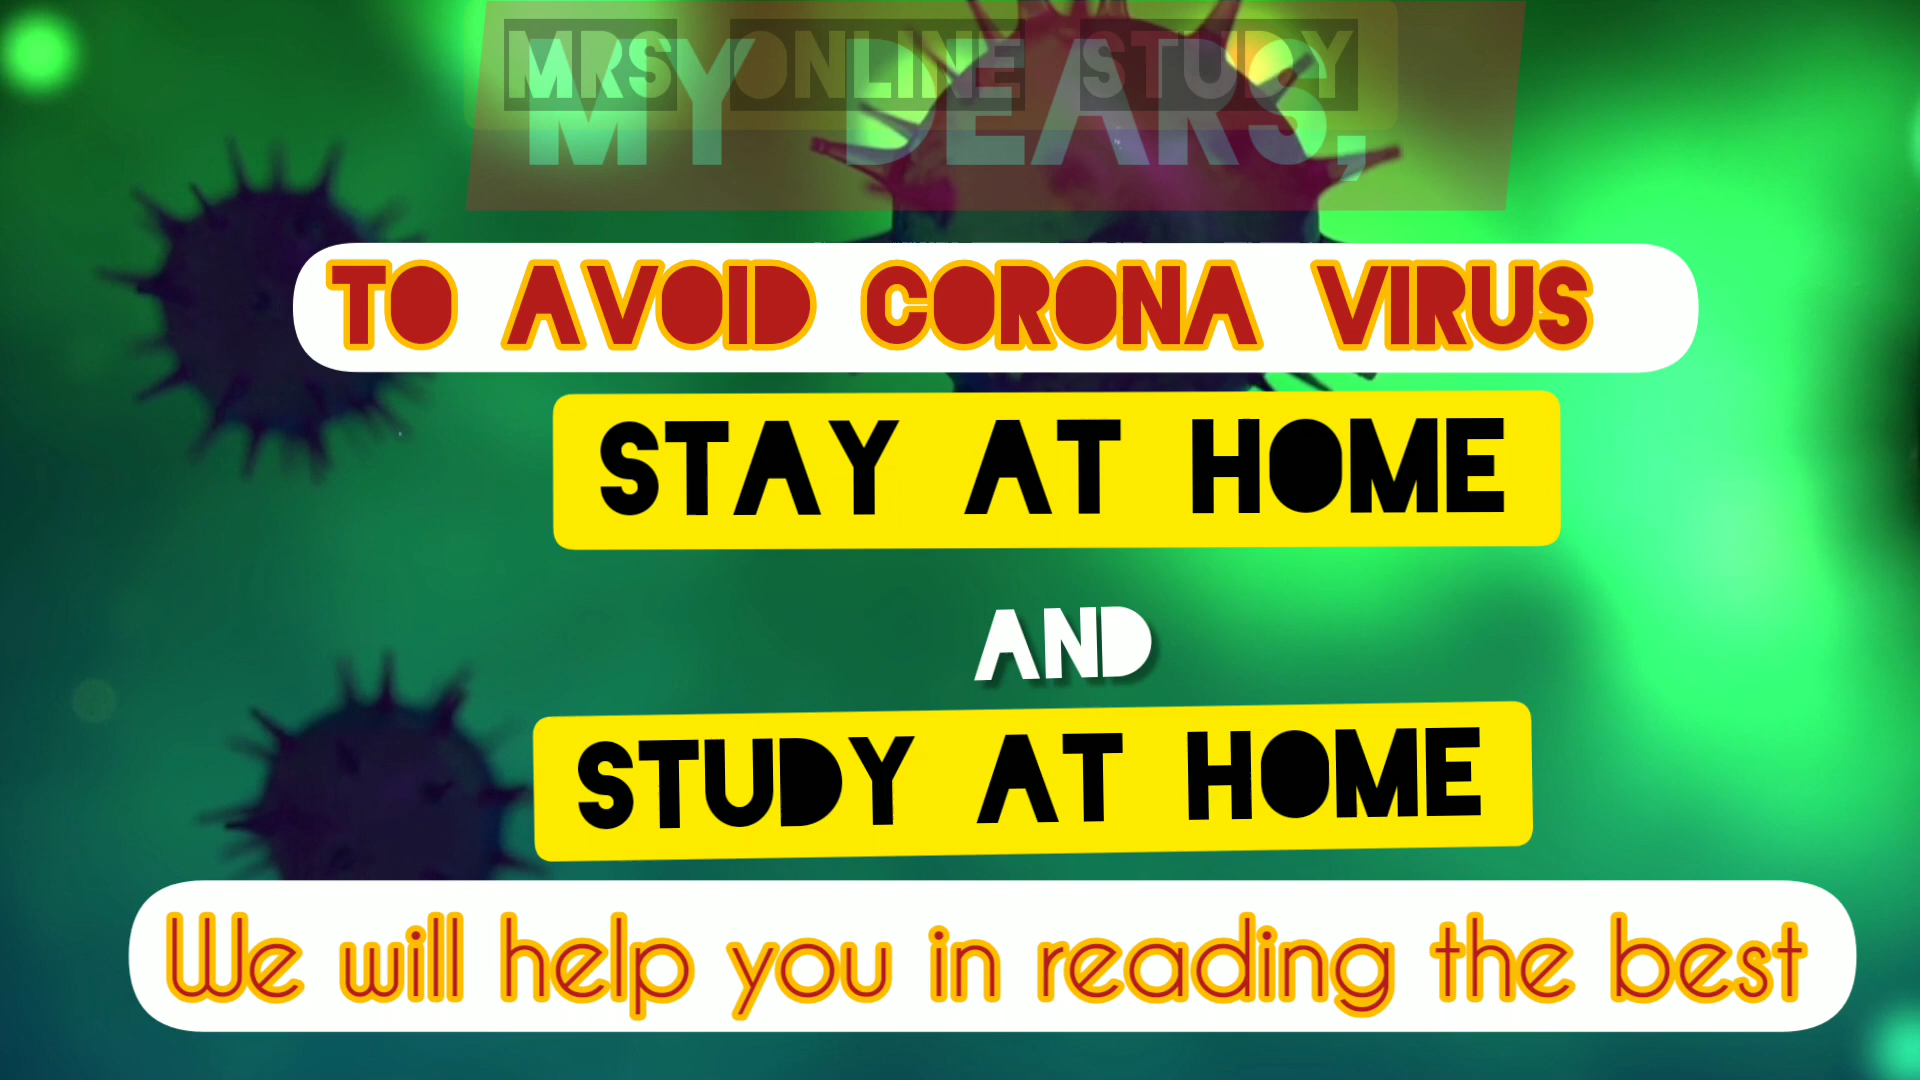 MRS ONLINE STUDY
MY DEARS,
TO AVOID CORONA VIRUS
STAY AT HOME
AND
STUDY AT HOME
We will help you in reading the best